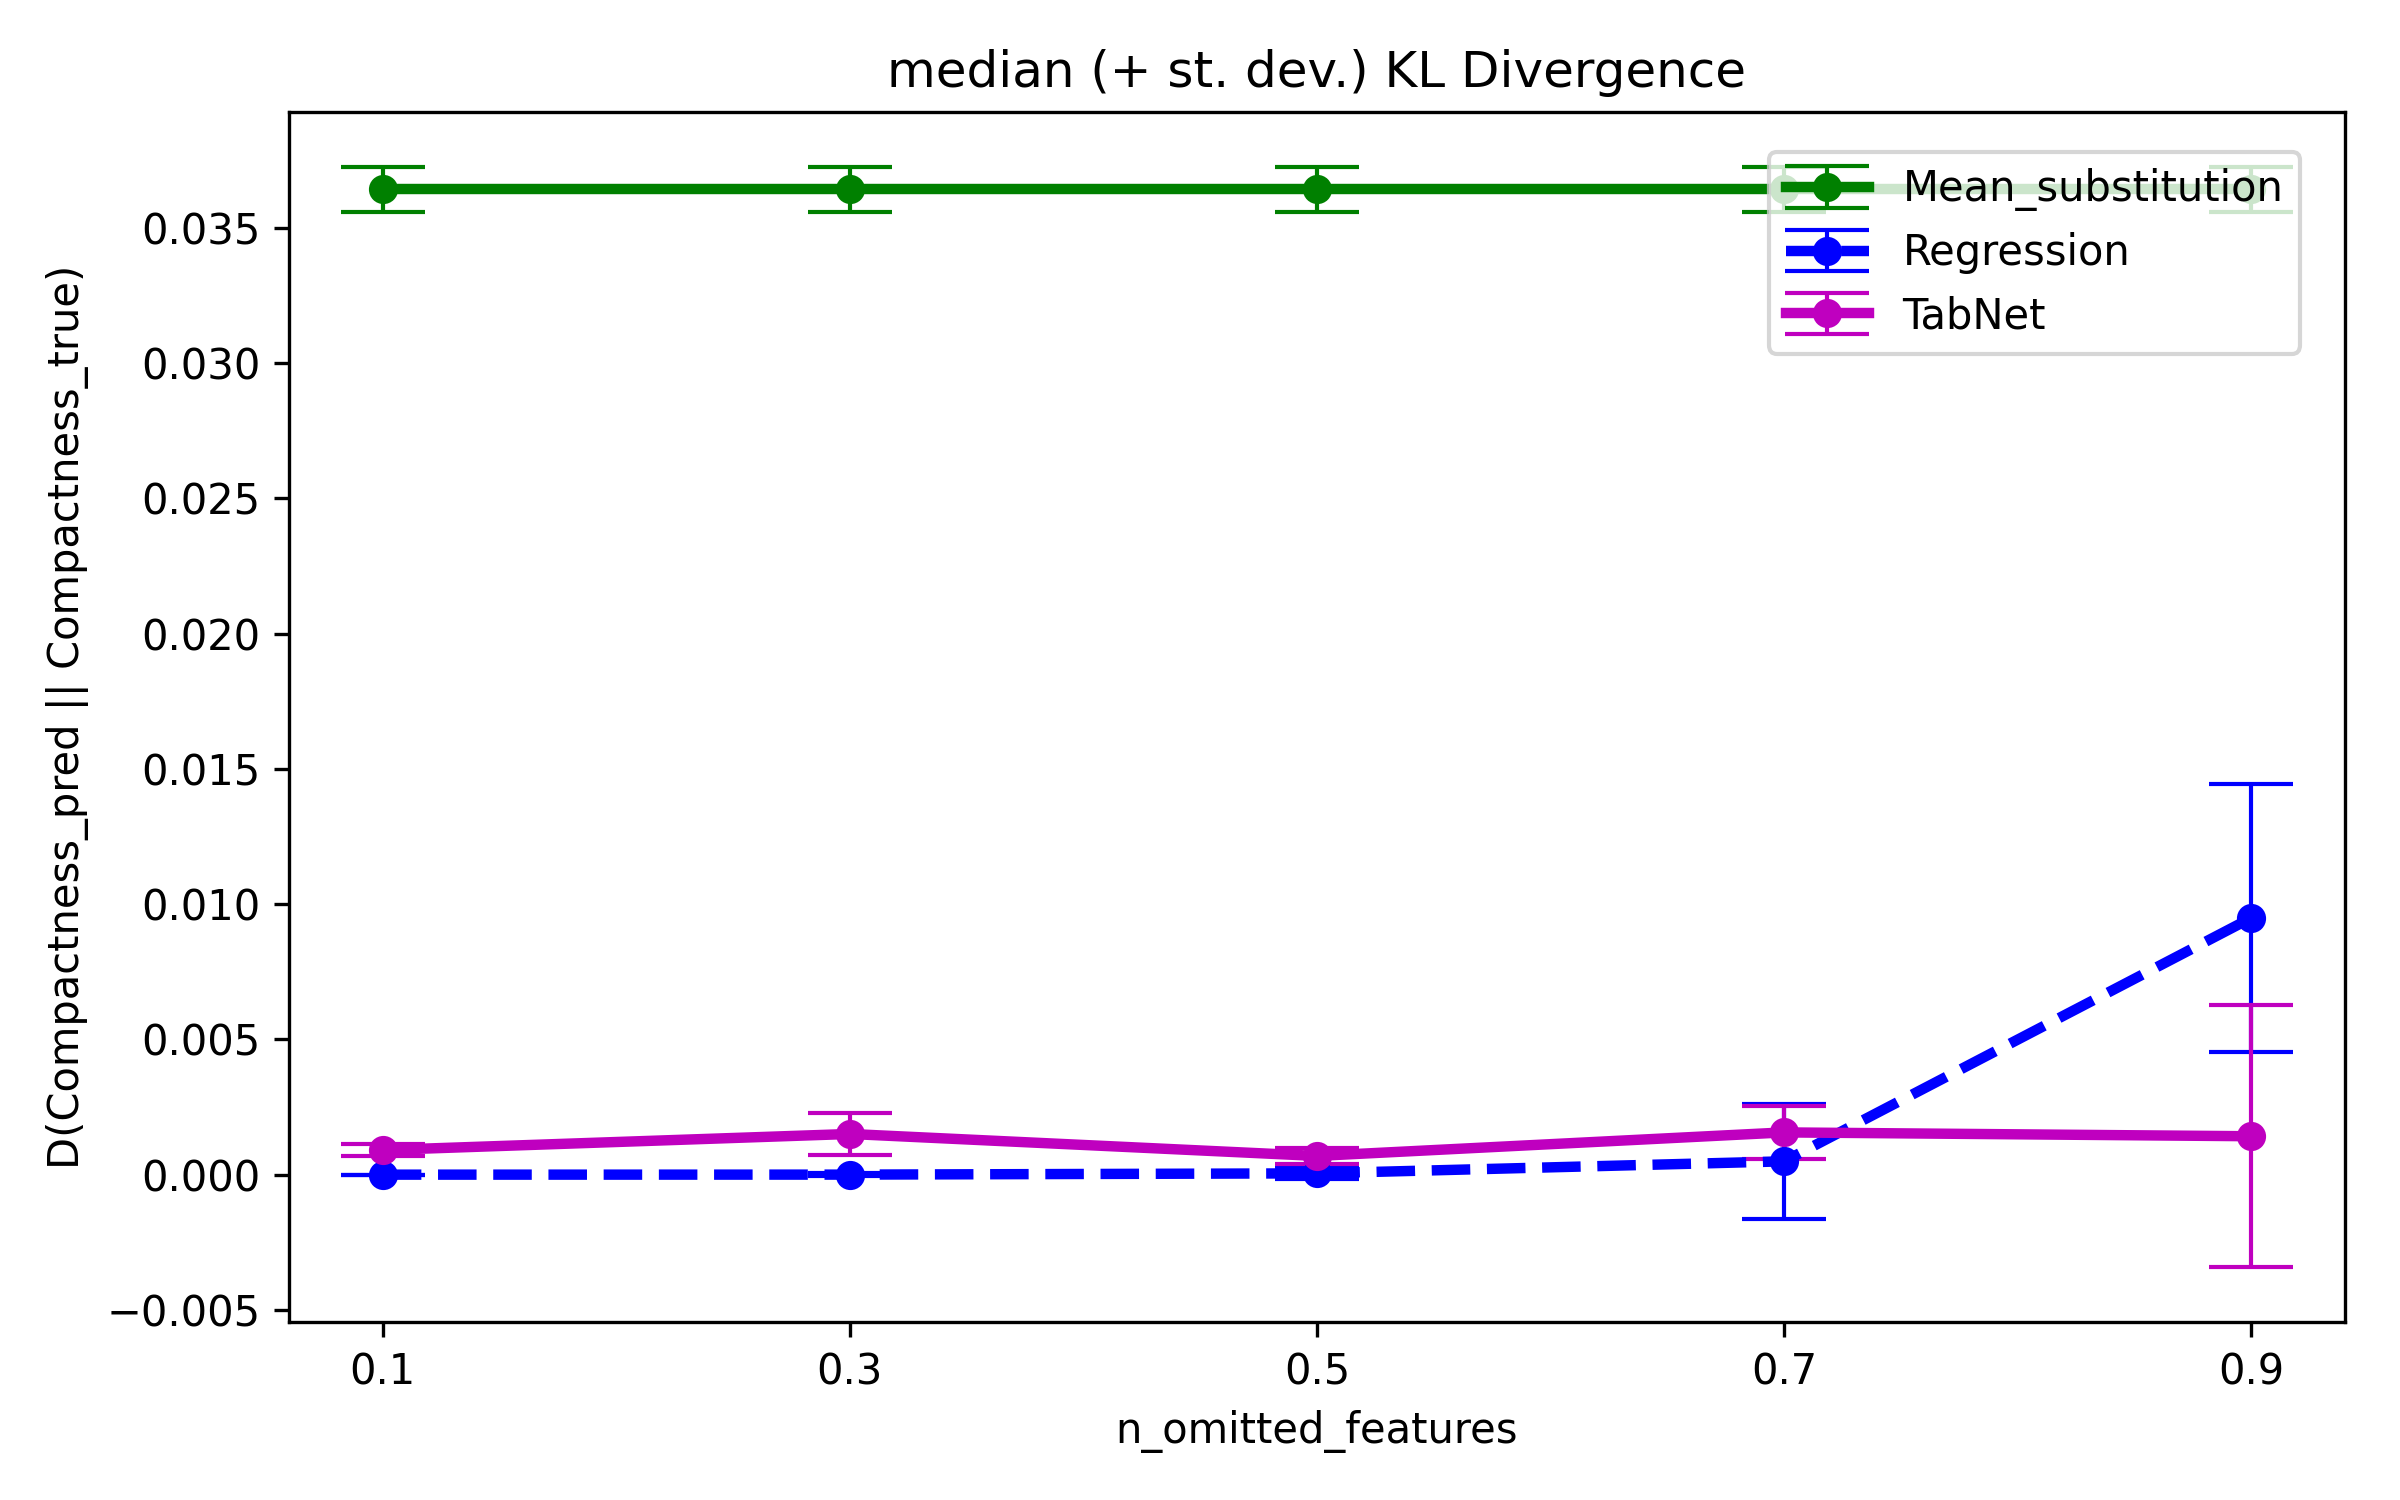 median (+ st. dev.) KL Divergence
D(Compactness_pred || Compactness_true)
0.035
0.030
0.025
0.020
0.015
0.010
0.005
0.000
−0.005
Mean_substitution
Regression
TabNet
0.1 0.3 0.5 0.7 0.9
n_omitted_features